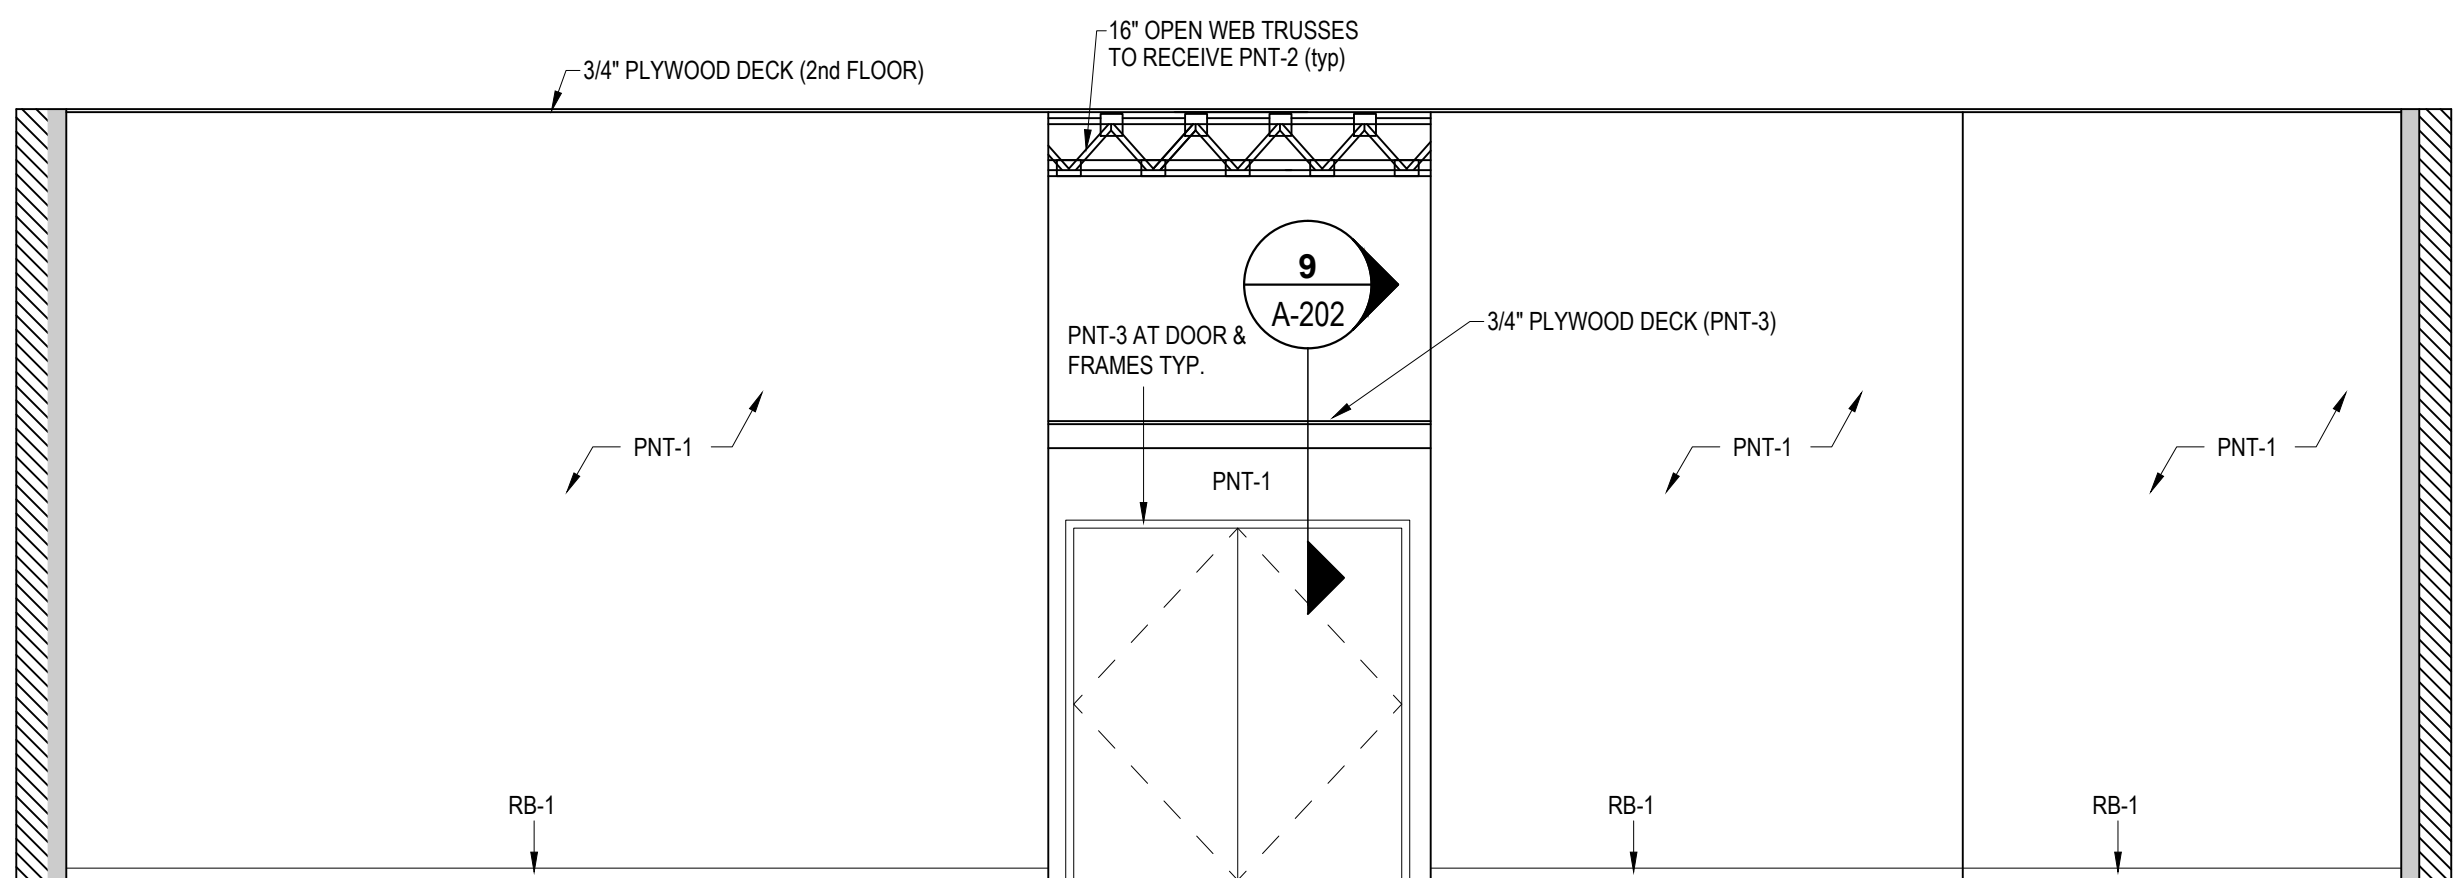 16" OPEN WEB TRUSSES
TO RECEIVE PNT-2 (typ)
3/4" PLYWOOD DECK (2nd FLOOR)
9
A-202
PNT-3 AT DOOR &
FRAMES TYP.
3/4" PLYWOOD DECK (PNT-3)
PNT-1
PNT-1
PNT-1
PNT-1
RB-1
RB-1
RB-1